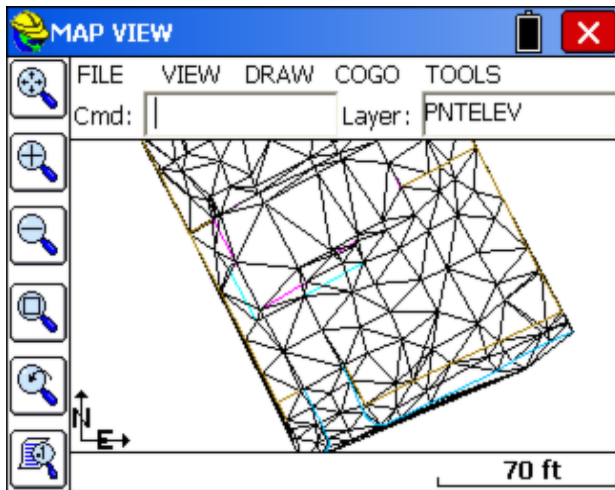 MAP VIEW
FILE VIEW DRAW COGO TOOLS
Cmd: Layer: PNTELEV
N
E
70 ft